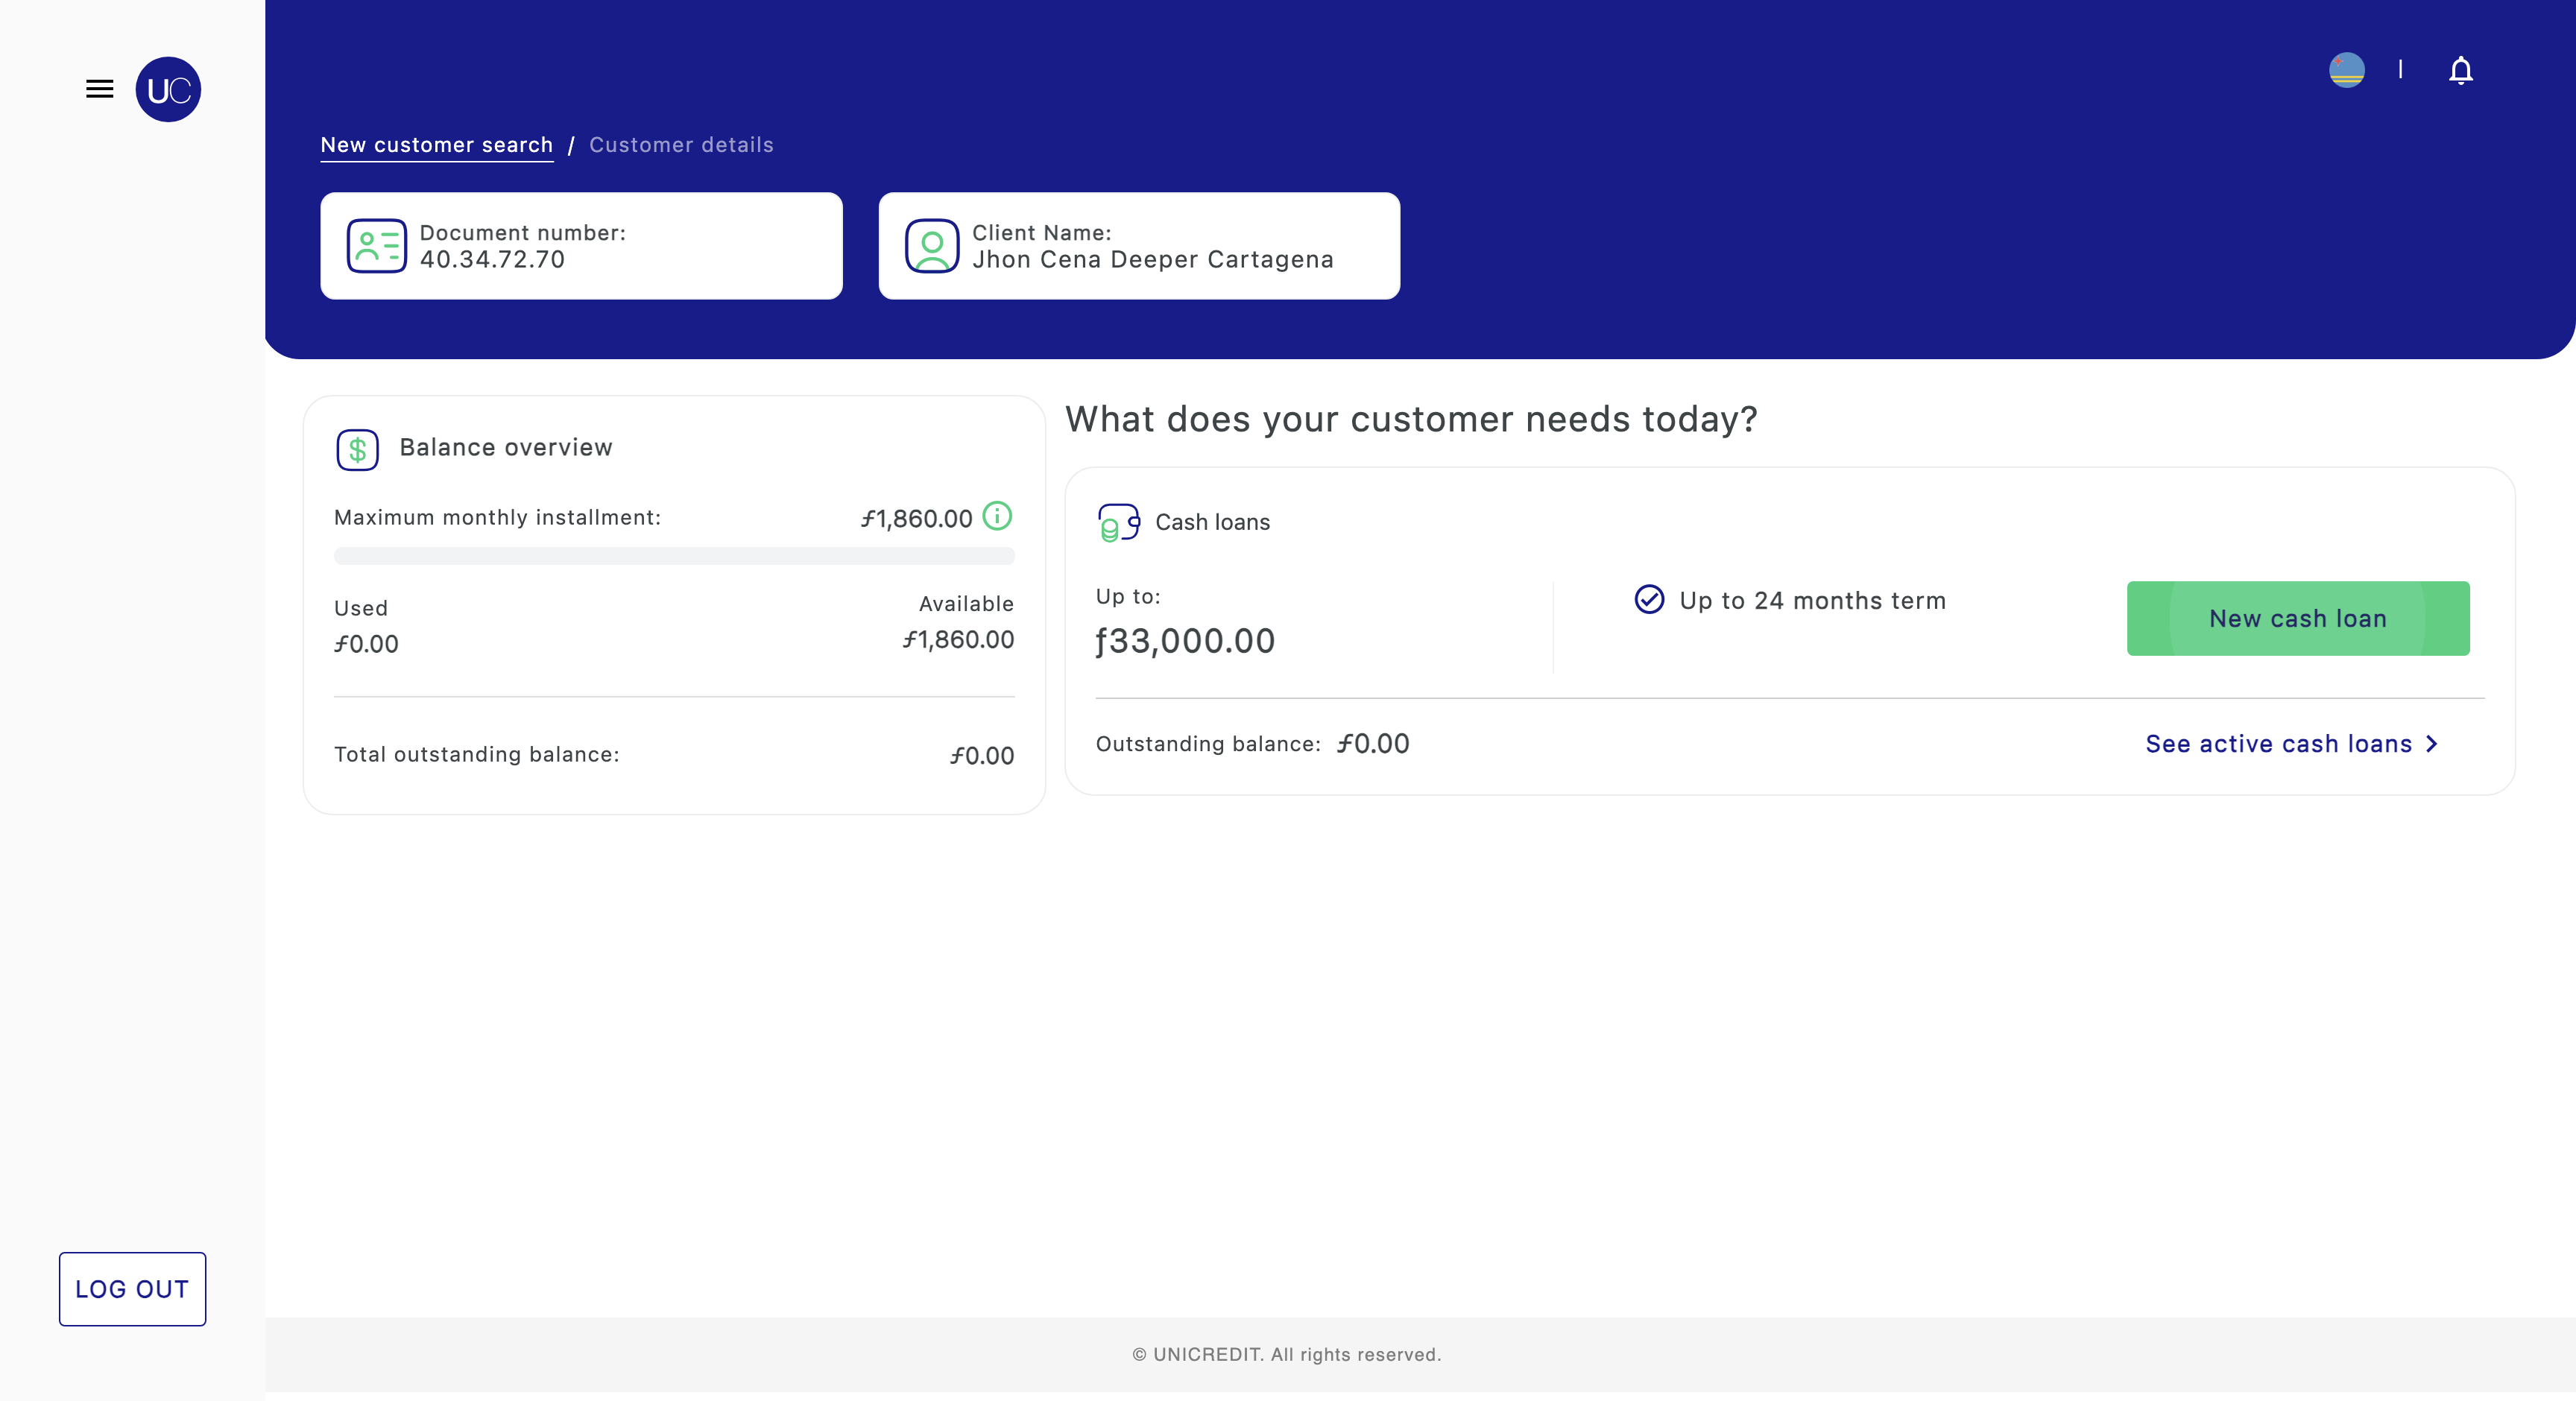 UC
New customer search / Customer details
Document number:
40.34.72.70
Client Name:
Jhon Cena Deeper Cartagena
Balance overview
Maximum monthly installment: ƒ1,860.00
Used
ƒ0.00
Available
ƒ1,860.00
Total outstanding balance: ƒ0.00
What does your customer needs today?
Cash loans
Up to:
ƒ33,000.00
Up to 24 months term
New cash loan
Outstanding balance: ƒ0.00
See active cash loans
LOG OUT
© UNICREDIT. All rights reserved.